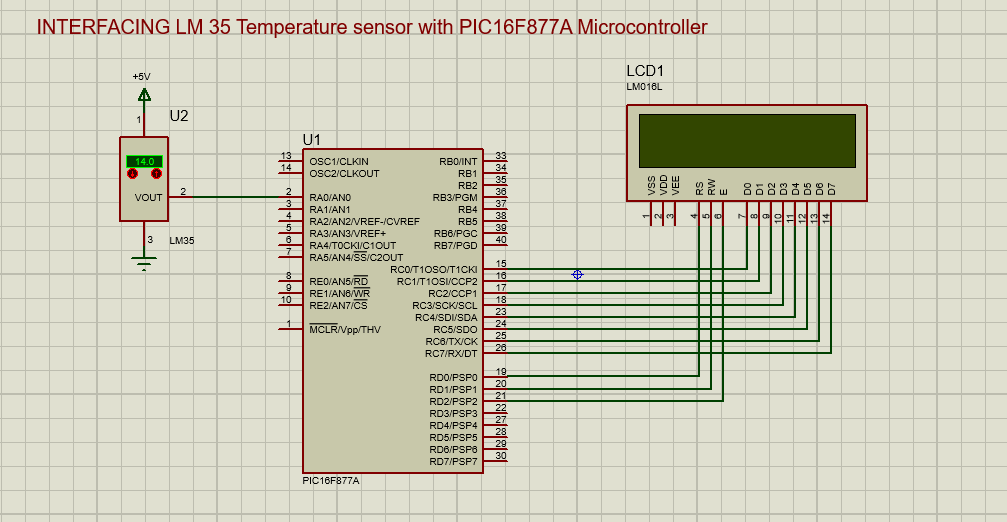 INTERFACING LM 35 Temperature sensor with PIC16F877A Microcontroller
+5V
1
U2
14.0
VOUT
2
3
LM35
U1
13 OSC1/CLKIN
14 OSC2/CLKOUT
2 RA0/AN0
3 RA1/AN1
4 RA2/AN2/VREF-/CVREF
5 RA3/AN3/VREF+
6 RA4/T0CKI/C1OUT
7 RA5/AN4/SS/C2OUT
8 RE0/AN5/RD
9 RE1/AN6/WR
10 RE2/AN7/CS
1 MCLR/Vpp/THV
RB0/INT 33
RB1 34
RB2 35
RB3/PGM 36
RB4 37
RB5 38
RB6/PGC 39
RB7/PGD 40
RC0/T1OSO/T1CKI 15
RC1/T1OSI/CCP2 16
RC2/CCP1 17
RC3/SCK/SCL 18
RC4/SDI/SDA 23
RC5/SDO 24
RC6/TX/CK 25
RC7/RX/DT 26
RD0/PSP0 19
RD1/PSP1 20
RD2/PSP2 21
RD3/PSP3 22
RD4/PSP4 27
RD5/PSP5 28
RD6/PSP6 29
RD7/PSP7 30
PIC16F877A
LCD1
LM016L
VSS 1
VDD 2
VEE 3
RS 4
RW 5
E 6
D0 7
D1 8
D2 9
D3 10
D4 11
D5 12
D6 13
D7 14